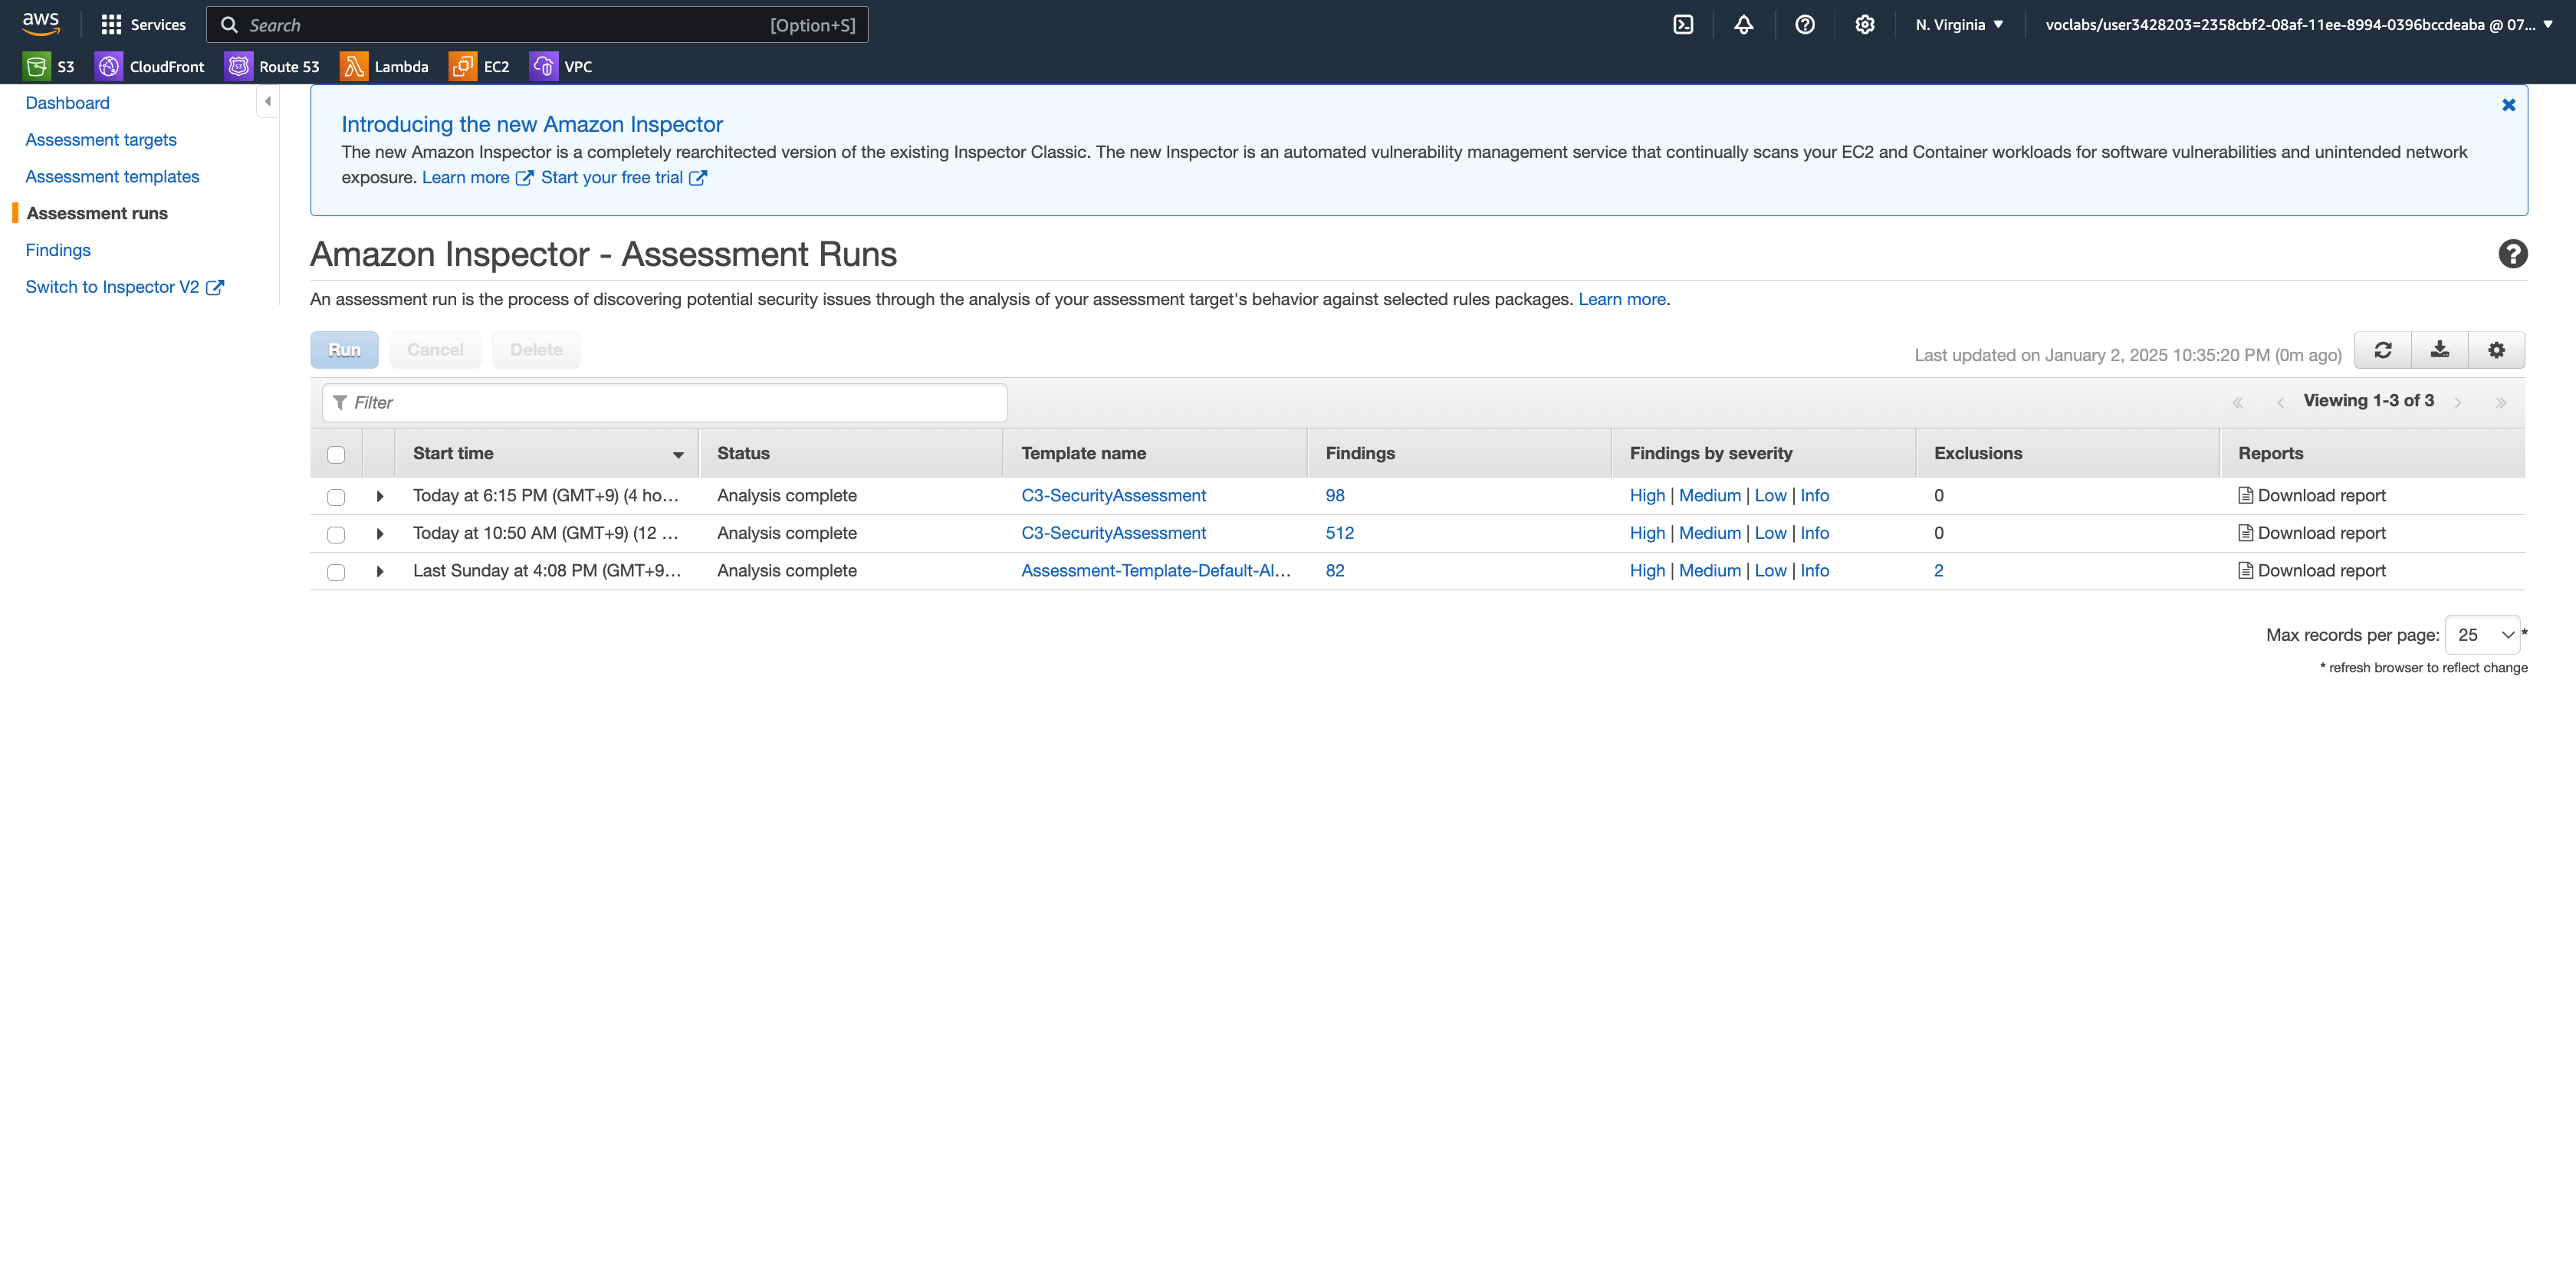 aws
Services
Search [Option+S]
N. Virginia
voclabs/user3428203=2358cbf2-08af-11ee-8994-0396bccdeaba @ 07...
S3 CloudFront Route 53 Lambda EC2 VPC
Dashboard
Assessment targets
Assessment templates
Assessment runs
Findings
Switch to Inspector V2
Introducing the new Amazon Inspector
The new Amazon Inspector is a completely rearchitected version of the existing Inspector Classic. The new Inspector is an automated vulnerability management service that continually scans your EC2 and Container workloads for software vulnerabilities and unintended network
exposure. Learn more Start your free trial
Amazon Inspector - Assessment Runs
An assessment run is the process of discovering potential security issues through the analysis of your assessment target's behavior against selected rules packages. Learn more.
Run Cancel Delete
Last updated on January 2, 2025 10:35:20 PM (0m ago)
Filter
« ‹ Viewing 1-3 of 3 › »
Start time Status Template name Findings Findings by severity Exclusions Reports
Today at 6:15 PM (GMT+9) (4 ho... Analysis complete C3-SecurityAssessment 98 High | Medium | Low | Info 0 Download report
Today at 10:50 AM (GMT+9) (12 ... Analysis complete C3-SecurityAssessment 512 High | Medium | Low | Info 0 Download report
Last Sunday at 4:08 PM (GMT+9... Analysis complete Assessment-Template-Default-Al... 82 High | Medium | Low | Info 2 Download report
Max records per page: 25 *
* refresh browser to reflect change